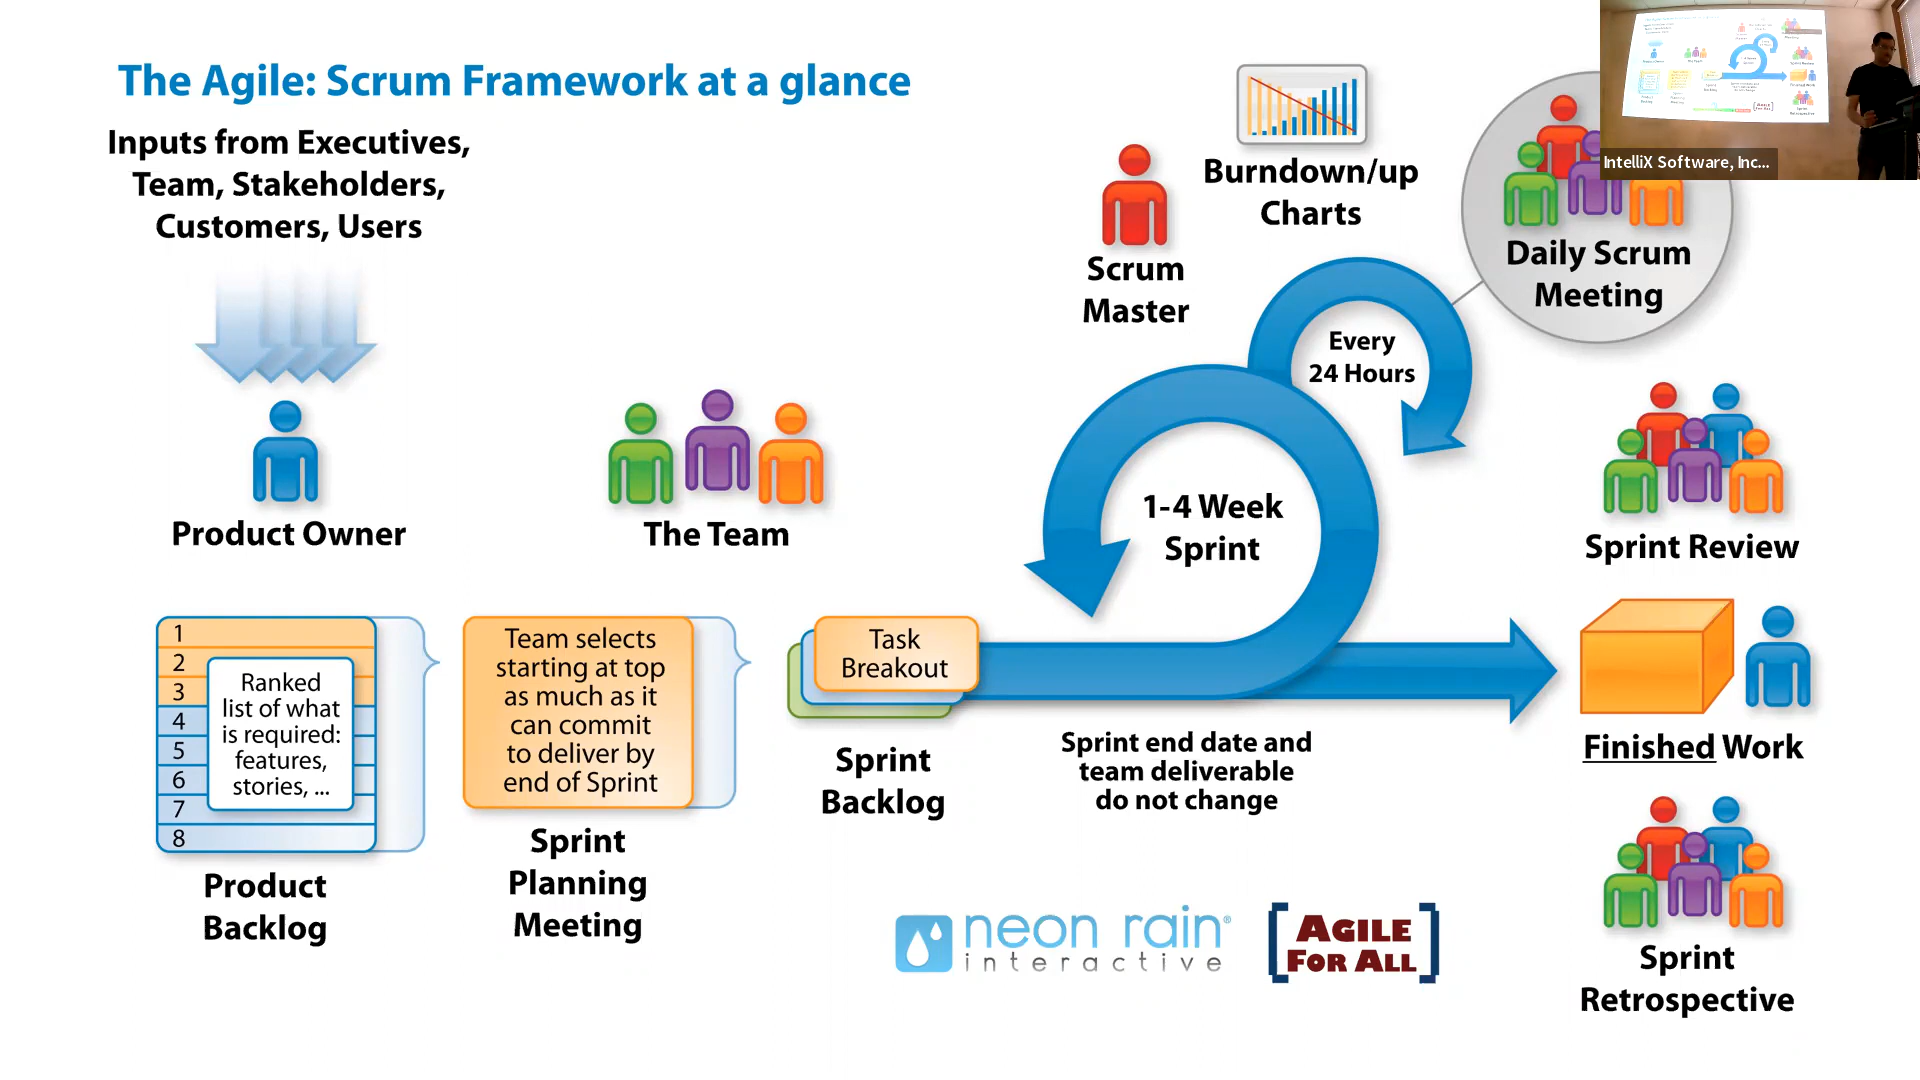 The Agile: Scrum Framework at a glance
Inputs from Executives,
Team, Stakeholders,
Customers, Users
Product Owner
The Team
Scrum
Master
Burndown/up
Charts
Daily Scrum
Meeting
IntelliX Software, Inc...
Every
24 Hours
1-4 Week
Sprint
Sprint Review
1
2
3
4
5
6
7
8
Ranked
list of what
is required:
features,
stories, ...
Product
Backlog
Team selects
starting at top
as much as it
can commit
to deliver by
end of Sprint
Sprint
Planning
Meeting
Task
Breakout
Sprint
Backlog
Sprint end date and
team deliverable
do not change
Finished Work
Sprint
Retrospective
neon rain®
interactive
AGILE
FOR ALL